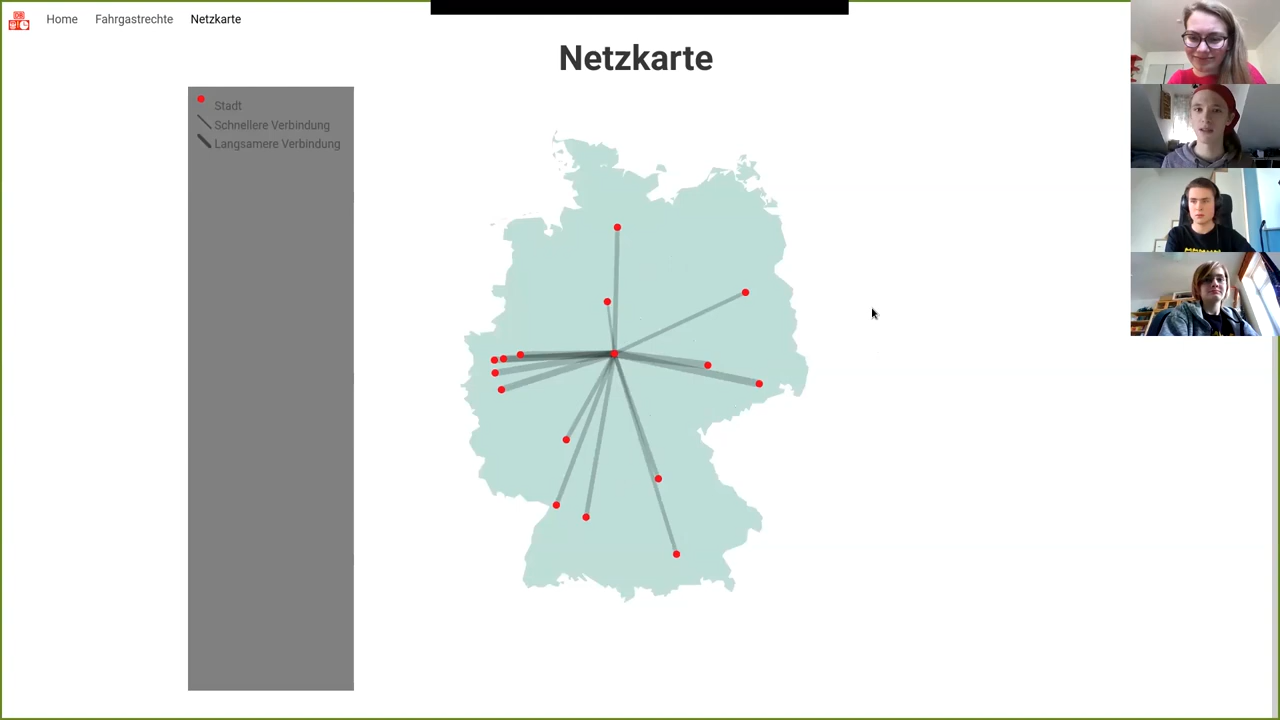 Home Fahrgastrechte Netzkarte
Netzkarte
Stadt
Schnellere Verbindung
Langsamere Verbindung